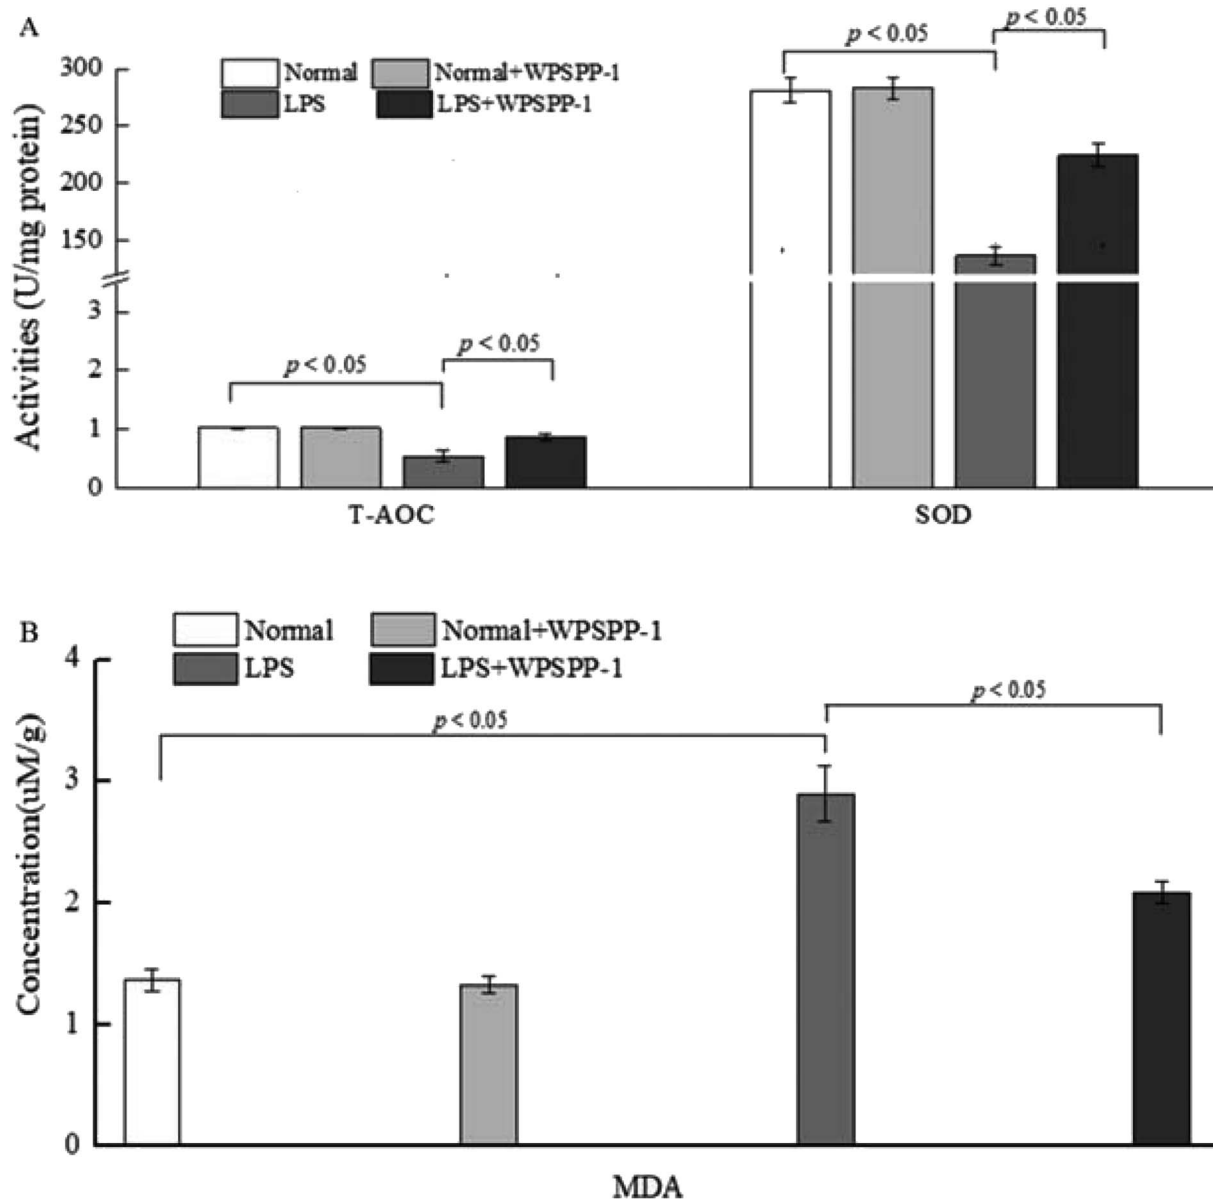 A
p < 0.05
p < 0.05
Normal
Normal+WPSPP-1
LPS
LPS+WPSPP-1
Activities (U/mg protein)
300
250
200
150
3
2
1
0
p < 0.05
p < 0.05
T-AOC
SOD
B
Normal
Normal+WPSPP-1
LPS
LPS+WPSPP-1
Concentration(uM/g)
4
3
2
1
0
p < 0.05
p < 0.05
MDA